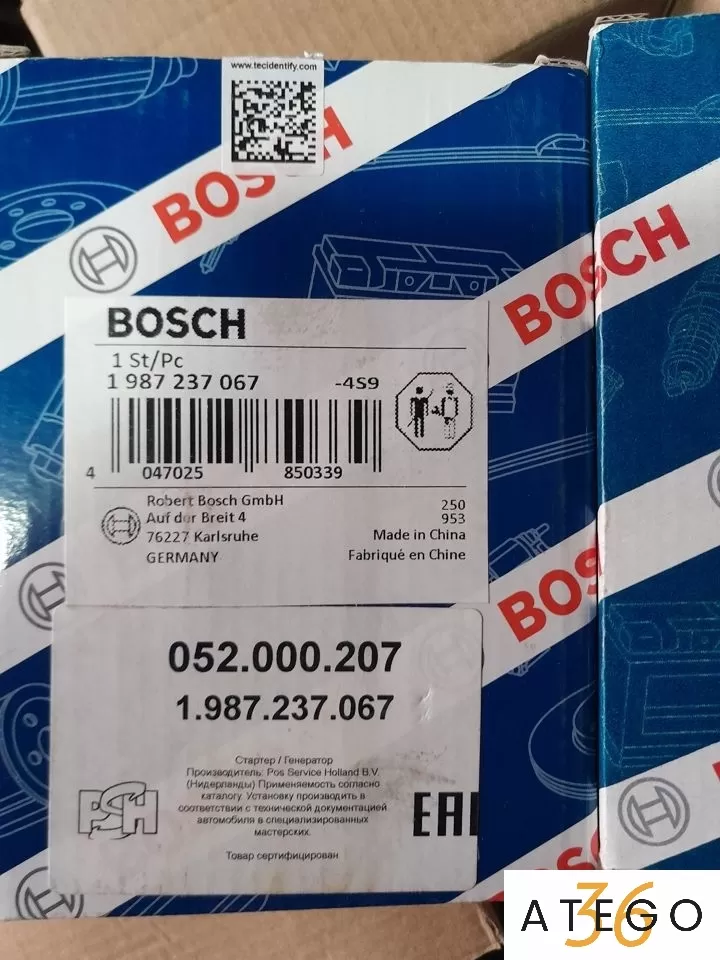 www.tecidentify.com
BOSCH
BOSCH
BOSCH
1 St/Pc
1 987 237 067
-4S9
4 047025 850339
Robert Bosch GmbH
Auf der Breit 4
76227 Karlsruhe
GERMANY
250
953
Made in China
Fabriqué en Chine
BOS
052.000.207
1.987.237.067
Стартер / Генератор
Производитель: Pos Service Holland B.V.
(Нидерланды) Применяемость согласно
каталогу. Установку производить в
соответствии с технической документацией
автомобиля в специализированных
мастерских.
Товар сертифицирован
PSH
EAC
ATEGO
36